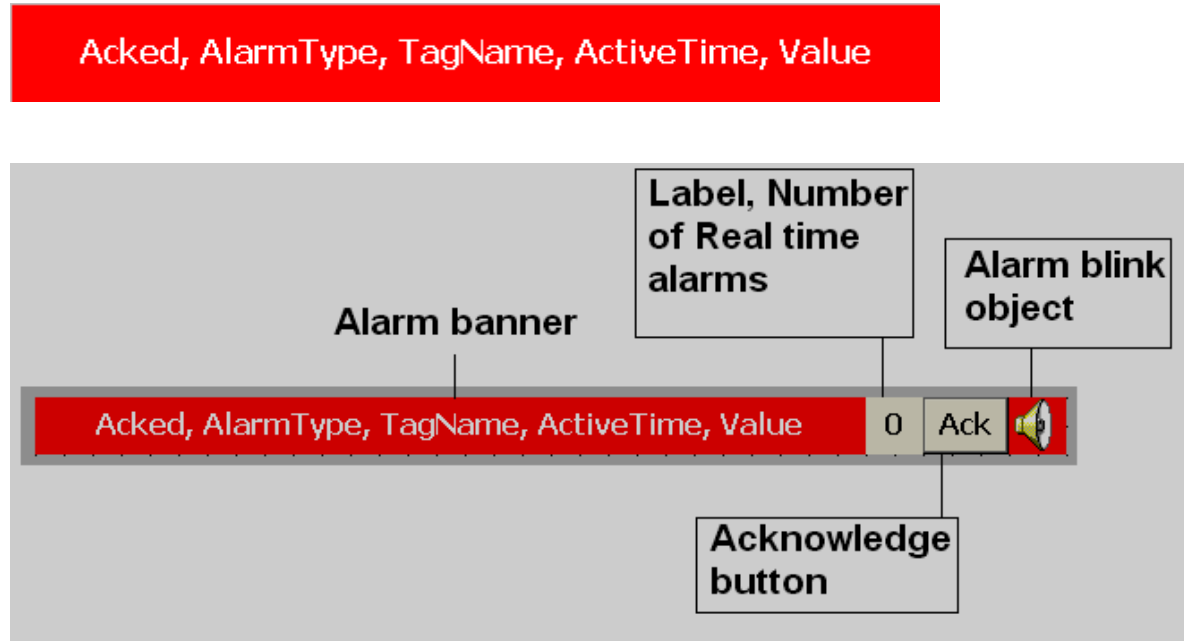 Acked, AlarmType, TagName, ActiveTime, Value
Label, Number
of Real time
alarms
Alarm blink
object
Alarm banner
Acked, AlarmType, TagName, ActiveTime, Value
0
Ack
Acknowledge
button